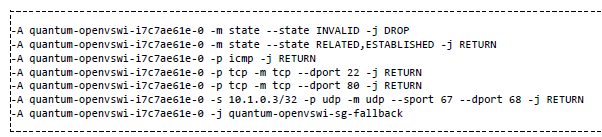 -A quantum-openvswi-i7c7ae61e-0 -m state --state INVALID -j DROP
-A quantum-openvswi-i7c7ae61e-0 -m state --state RELATED,ESTABLISHED -j RETURN
-A quantum-openvswi-i7c7ae61e-0 -p icmp -j RETURN
-A quantum-openvswi-i7c7ae61e-0 -p tcp -m tcp --dport 22 -j RETURN
-A quantum-openvswi-i7c7ae61e-0 -p tcp -m tcp --dport 80 -j RETURN
-A quantum-openvswi-i7c7ae61e-0 -s 10.1.0.3/32 -p udp -m udp --sport 67 --dport 68 -j RETURN
-A quantum-openvswi-i7c7ae61e-0 -j quantum-openvswi-sg-fallback